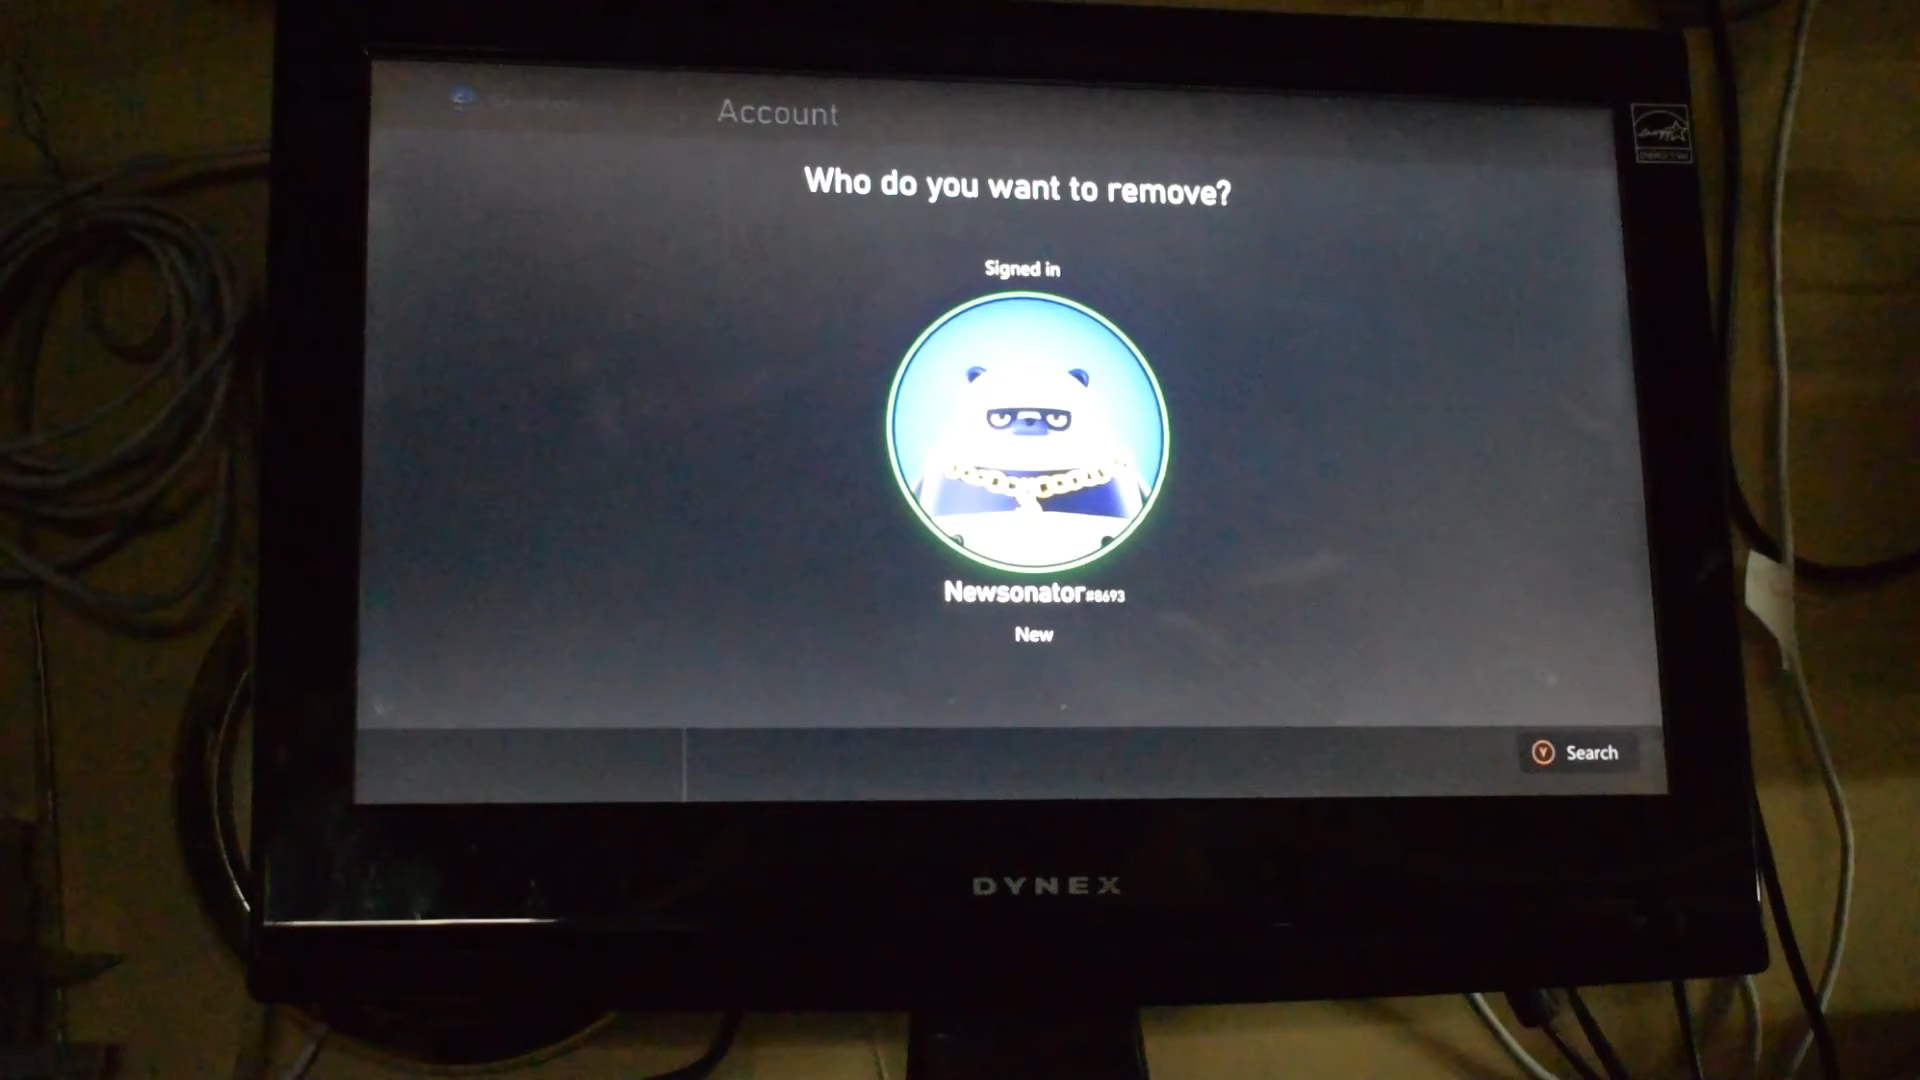 Account
Who do you want to remove?
Signed in
Newsonator#8693
New
Y Search
DYNEX